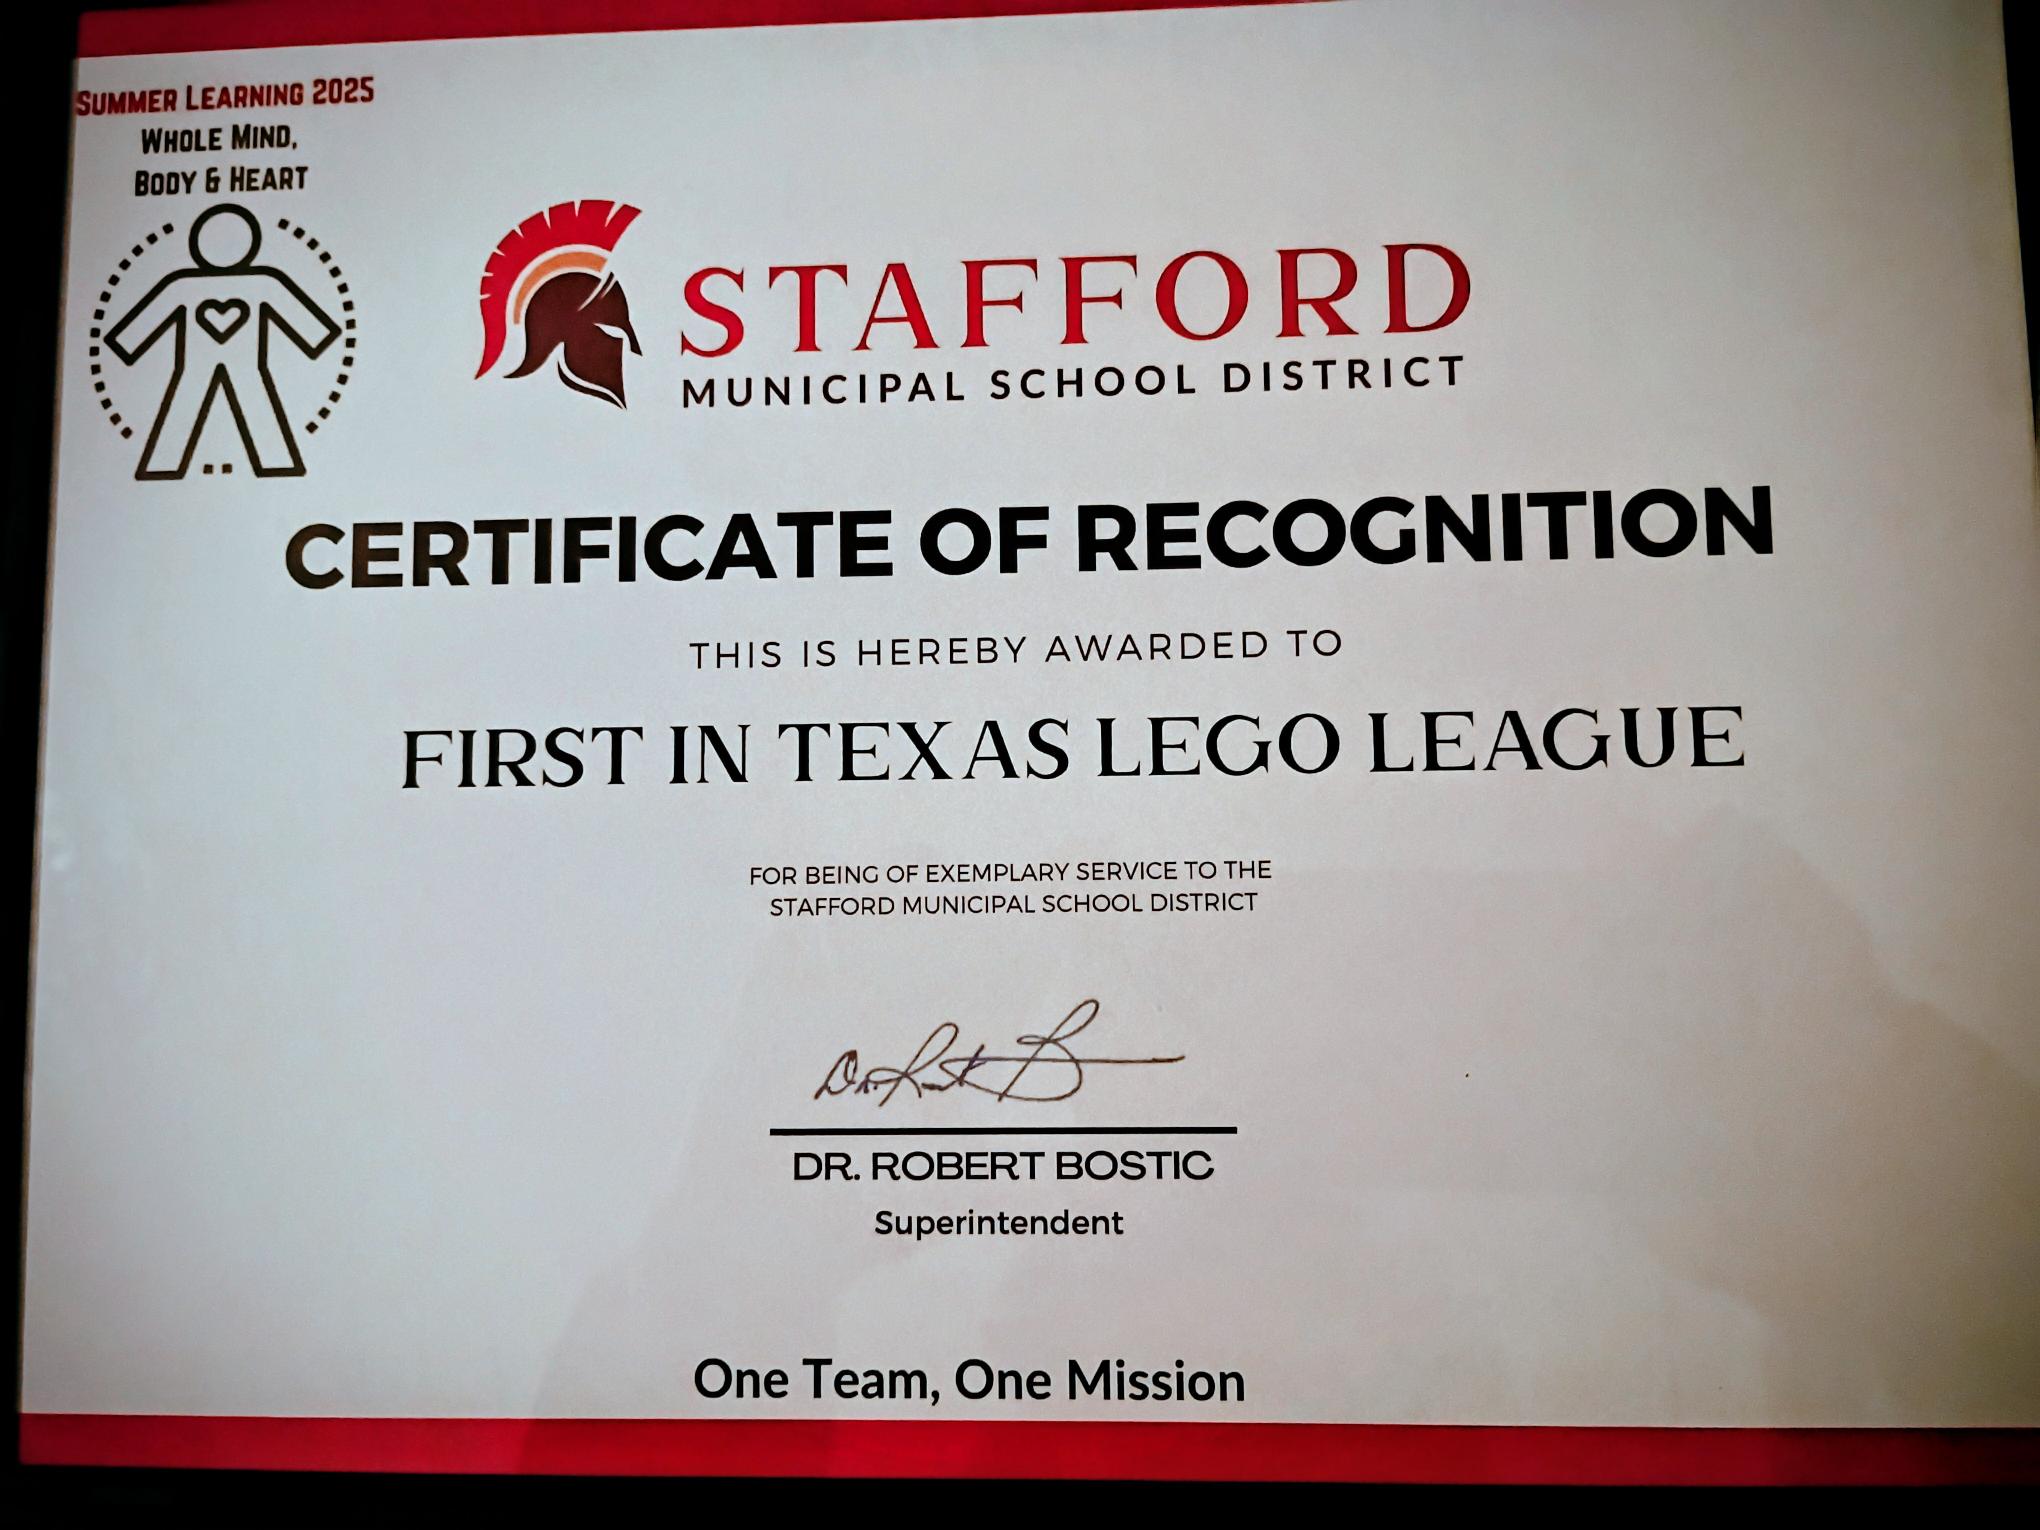 SUMMER LEARNING 2025
WHOLE MIND,
BODY & HEART
STAFFORD
MUNICIPAL SCHOOL DISTRICT
CERTIFICATE OF RECOGNITION
THIS IS HEREBY AWARDED TO
FIRST IN TEXAS LEGO LEAGUE
FOR BEING OF EXEMPLARY SERVICE TO THE
STAFFORD MUNICIPAL SCHOOL DISTRICT
DR. ROBERT BOSTIC
Superintendent
One Team, One Mission